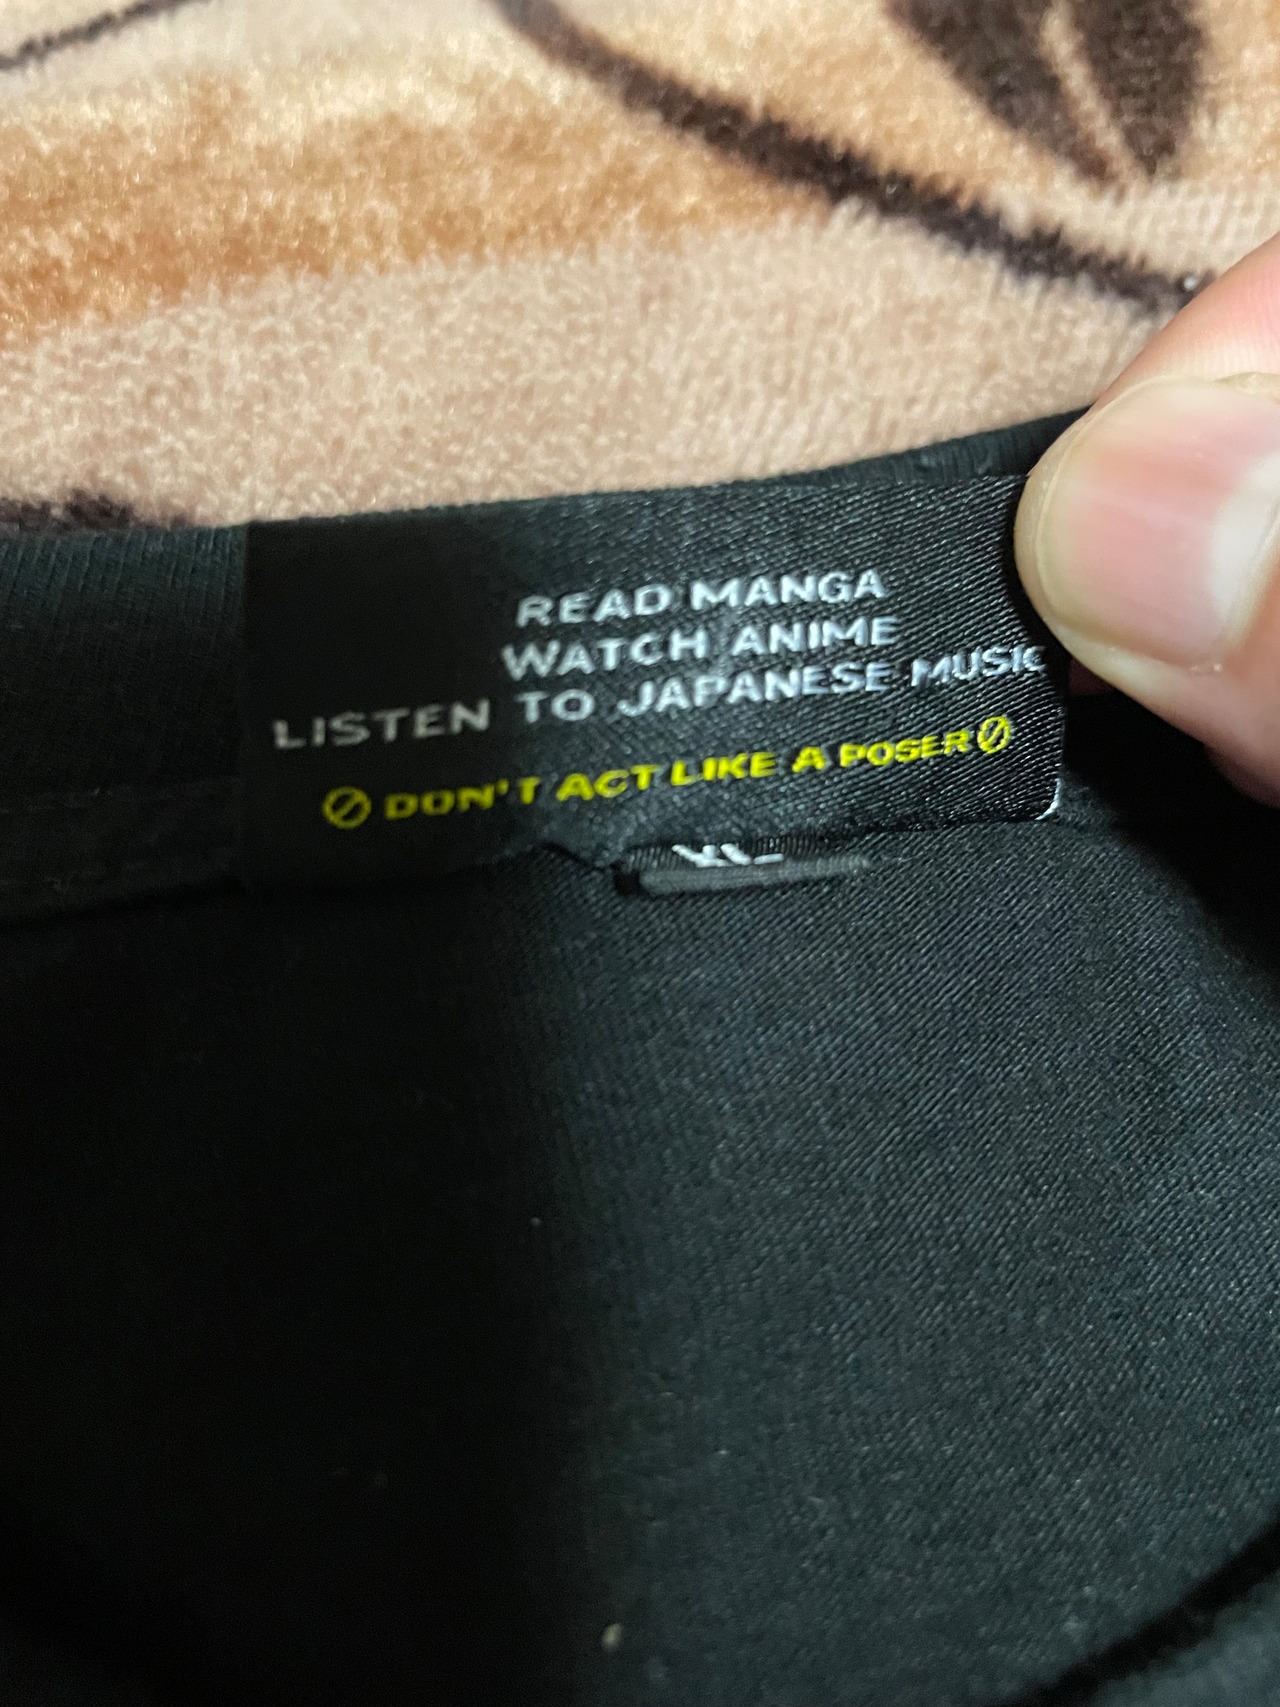 READ MANGA
WATCH ANIME
LISTEN TO JAPANESE MUSIC
DON'T ACT LIKE A POSER